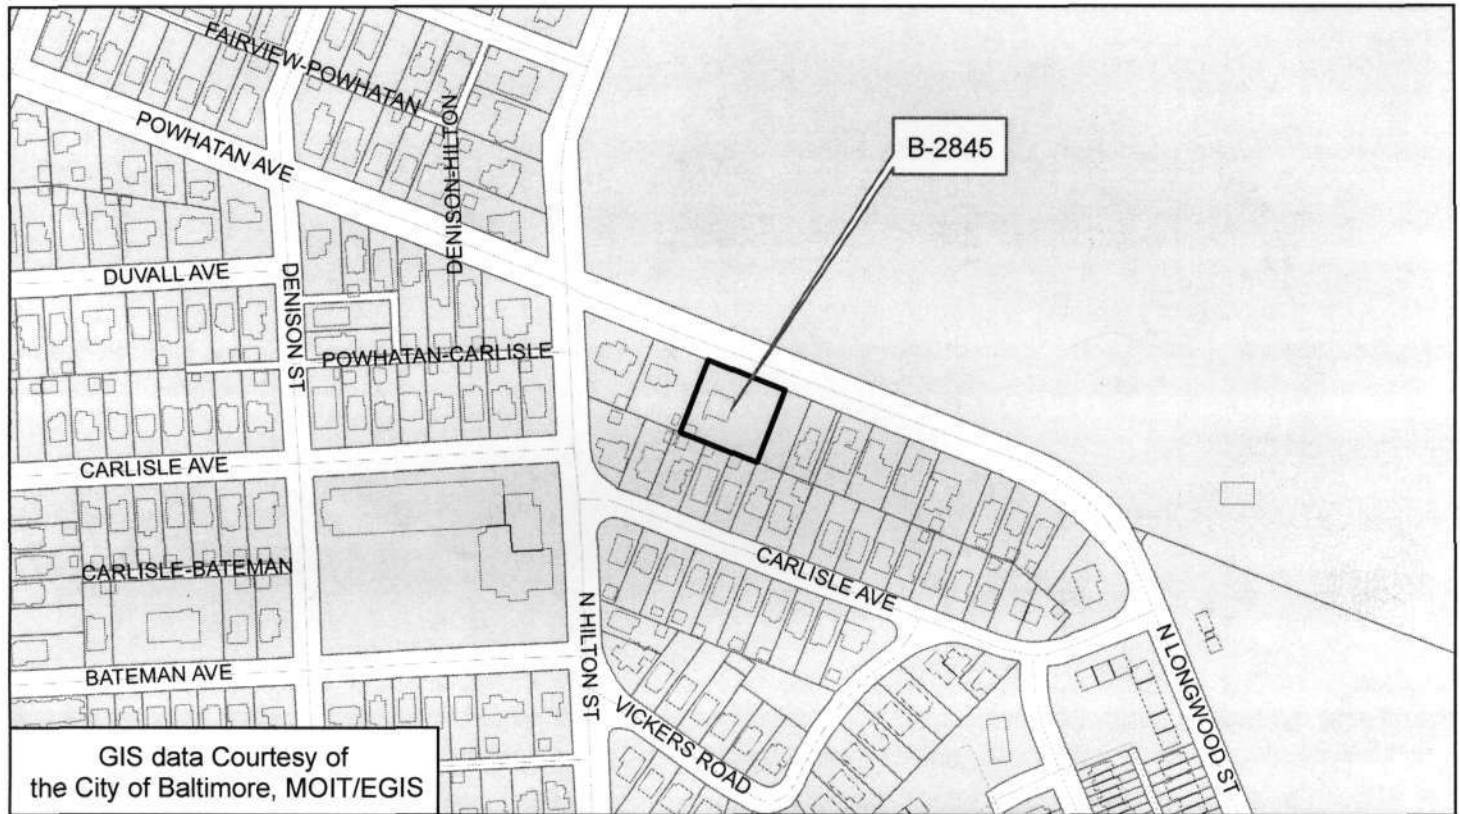 FAIRVIEW-POWHATAN
DENISON-HILTON
POWHATAN AVE
B-2845
DUVALL AVE
DENISON ST
POWHATAN-CARLISLE
CARLISLE AVE
CARLISLE-BATEMAN
CARLISLE AVE
BATEMAN AVE
N HILTON ST
VICKERS ROAD
N LONGWOOD ST
GIS data Courtesy of
the City of Baltimore, MOIT/EGIS